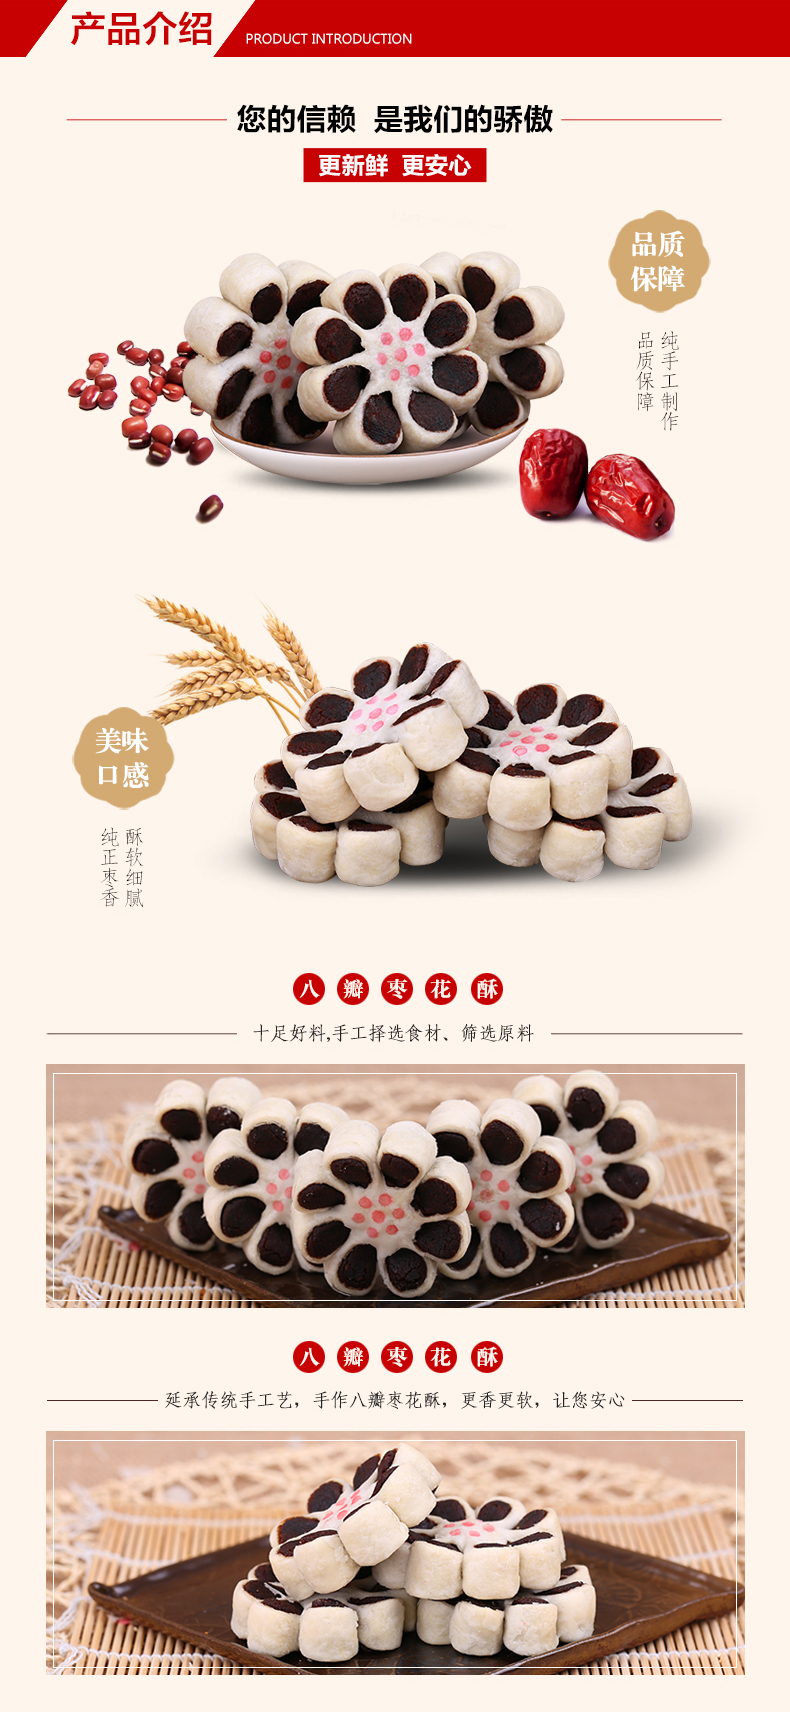 产品介绍
PRODUCT INTRODUCTION
您的信赖 是我们的骄傲
更新鲜 更安心
品质
保障
纯手工制作
品质保障
美味
口感
酥软细腻
纯正枣香
八瓣枣花酥
十足好料,手工择选食材、筛选原料
八瓣枣花酥
延承传统手工艺，手作八瓣枣花酥，更香更软，让您安心